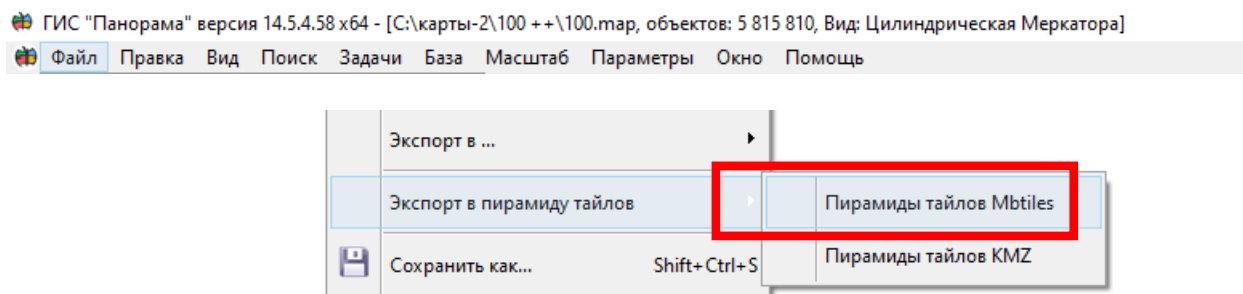 ГИС "Панорама" версия 14.5.4.58 x64 - [C:\карты-2\100 ++\100.map, объектов: 5 815 810, Вид: Цилиндрическая Меркатора]
Файл Правка Вид Поиск Задачи База Масштаб Параметры Окно Помощь
Экспорт в ...
Экспорт в пирамиду тайлов
Пирамиды тайлов Mbtiles
Сохранить как... Shift+Ctrl+S
Пирамиды тайлов KMZ